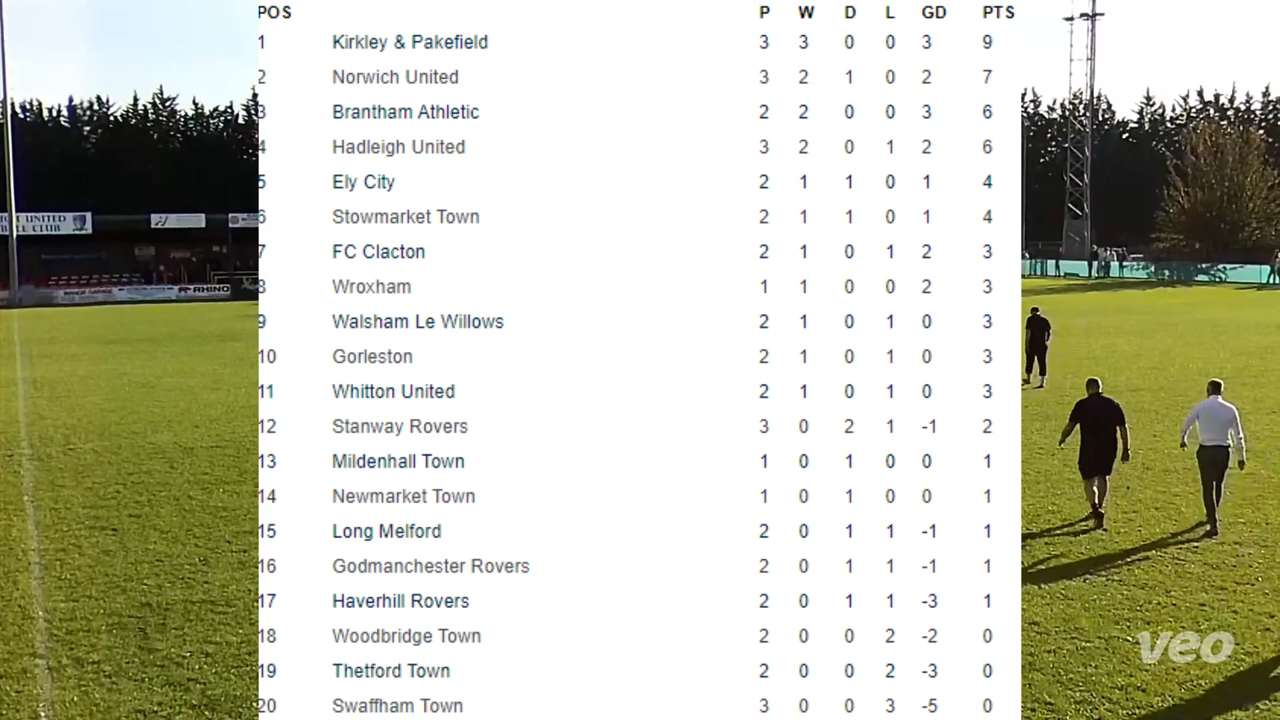 POS P W D L GD PTS
1 Kirkley & Pakefield 3 3 0 0 3 9
2 Norwich United 3 2 1 0 2 7
3 Brantham Athletic 2 2 0 0 3 6
4 Hadleigh United 3 2 0 1 2 6
5 Ely City 2 1 1 0 1 4
6 Stowmarket Town 2 1 1 0 1 4
7 FC Clacton 2 1 0 1 2 3
8 Wroxham 1 1 0 0 2 3
9 Walsham Le Willows 2 1 0 1 0 3
10 Gorleston 2 1 0 1 0 3
11 Whitton United 2 1 0 1 0 3
12 Stanway Rovers 3 0 2 1 -1 2
13 Mildenhall Town 1 0 1 0 0 1
14 Newmarket Town 1 0 1 0 0 1
15 Long Melford 2 0 1 1 -1 1
16 Godmanchester Rovers 2 0 1 1 -1 1
17 Haverhill Rovers 2 0 1 1 -3 1
18 Woodbridge Town 2 0 0 2 -2 0
19 Thetford Town 2 0 0 2 -3 0
20 Swaffham Town 3 0 0 3 -5 0
UNITED
CLUB
RHINO
veo